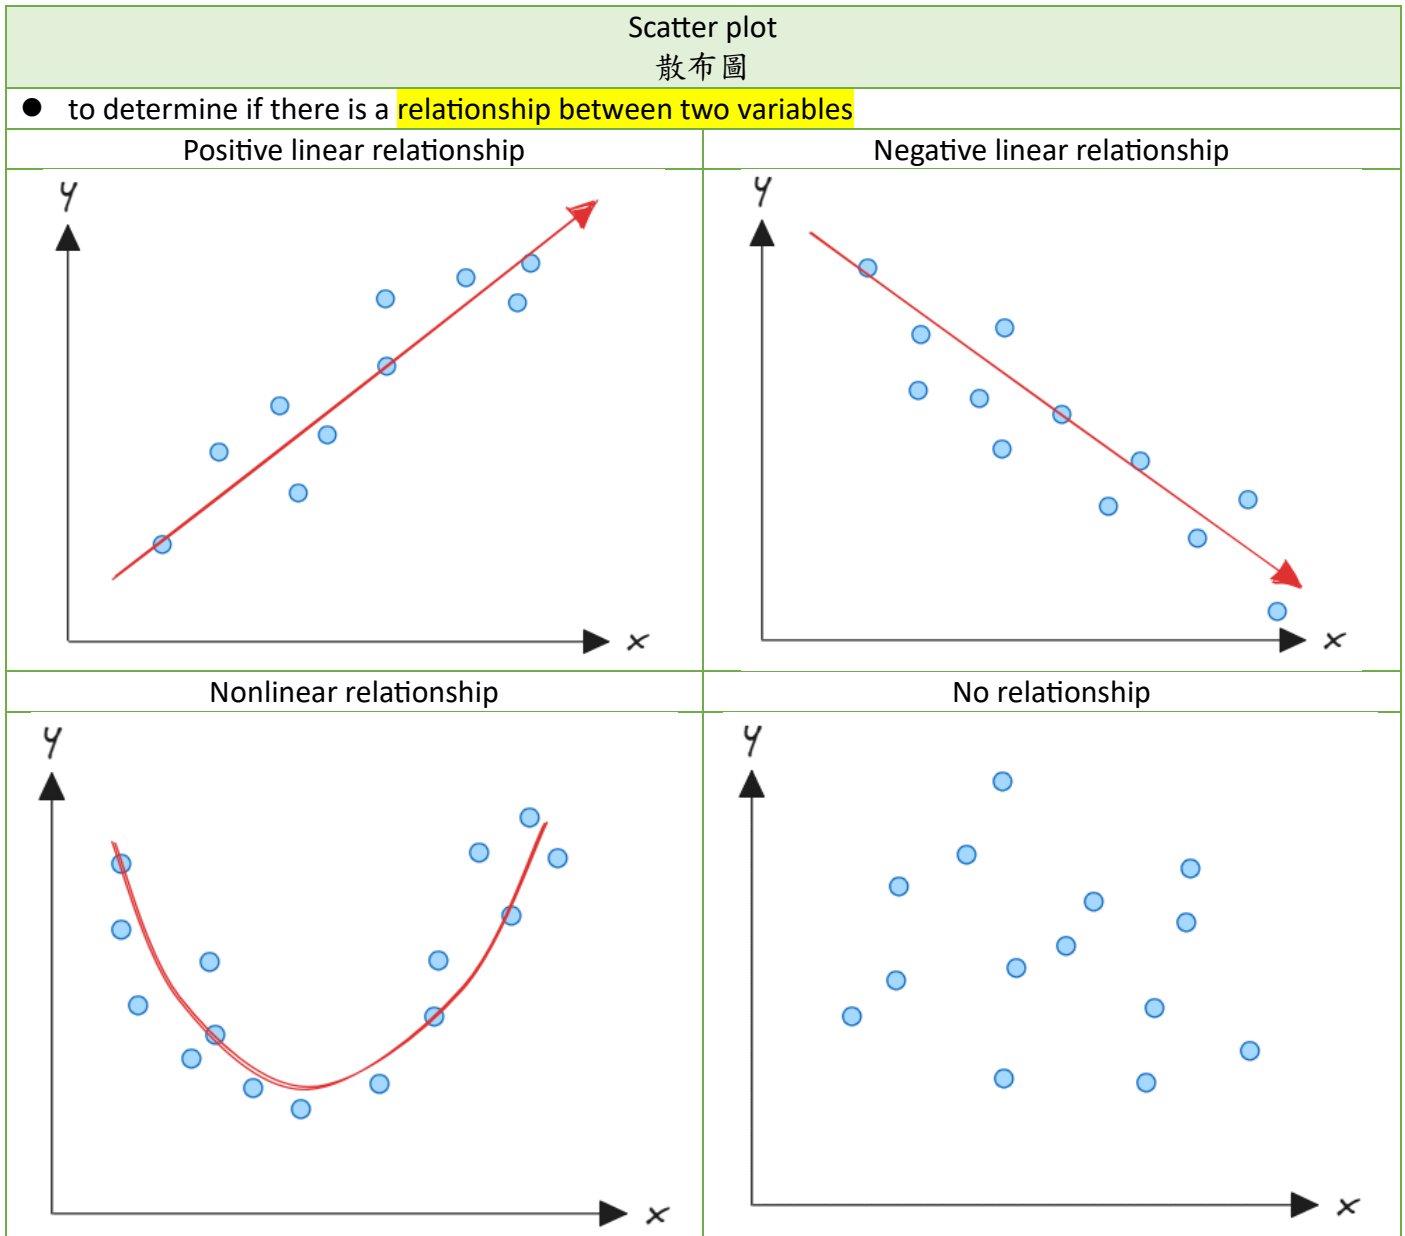 Scatter plot
散布圖
● to determine if there is a relationship between two variables
Positive linear relationship
Negative linear relationship
y
x
y
x
Nonlinear relationship
No relationship
y
x
y
x